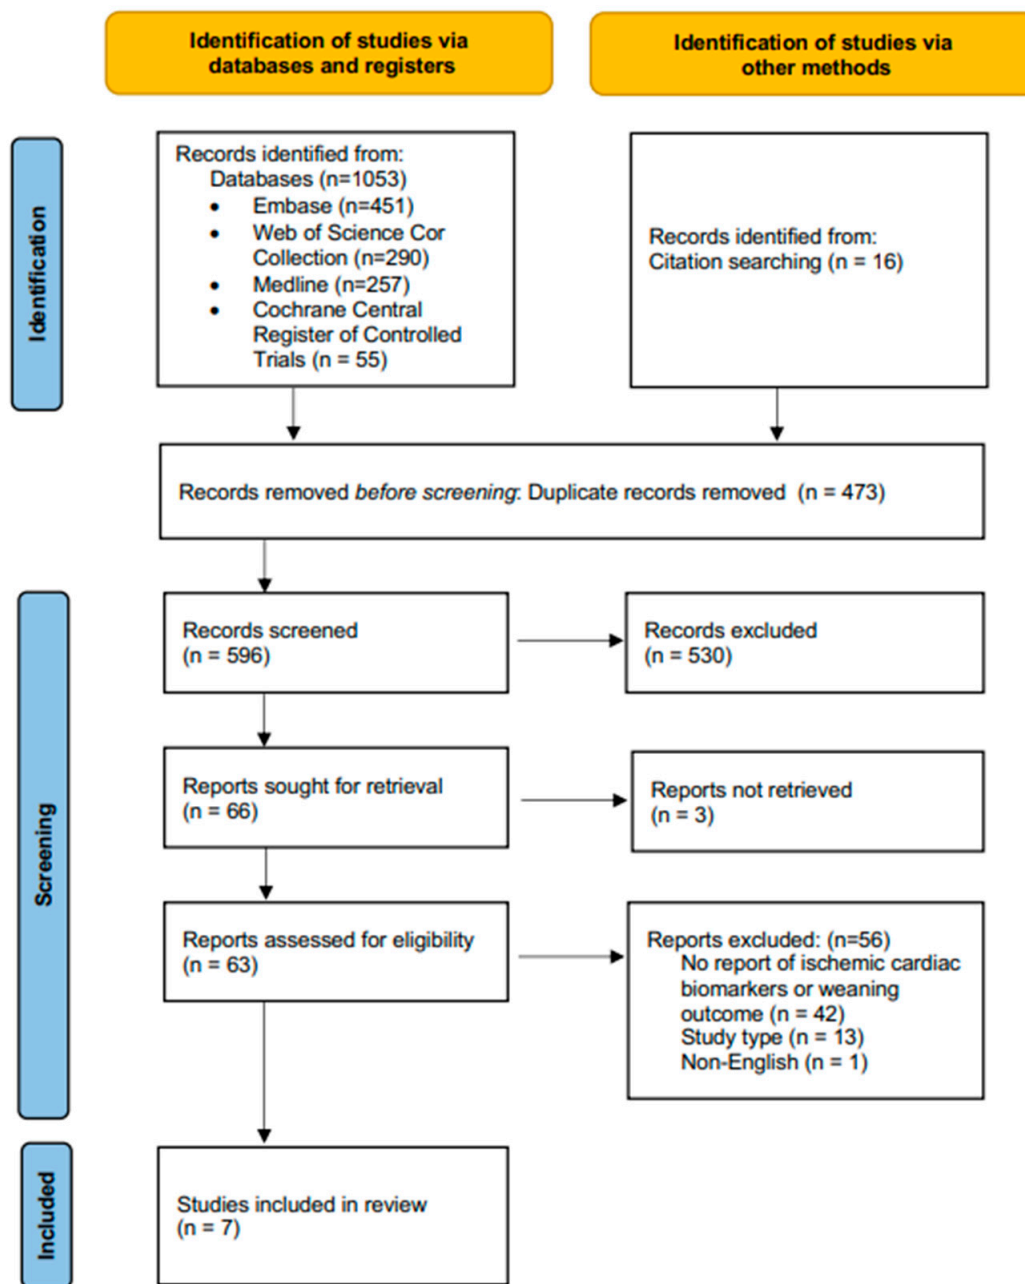 Identification of studies via
databases and registers
Identification of studies via
other methods
Identification
Records identified from:
Databases (n=1053)
• Embase (n=451)
• Web of Science Cor
Collection (n=290)
• Medline (n=257)
• Cochrane Central
Register of Controlled
Trials (n = 55)
Records identified from:
Citation searching (n = 16)
Records removed before screening: Duplicate records removed (n = 473)
Screening
Records screened
(n = 596)
Records excluded
(n = 530)
Reports sought for retrieval
(n = 66)
Reports not retrieved
(n = 3)
Reports assessed for eligibility
(n = 63)
Reports excluded: (n=56)
No report of ischemic cardiac
biomarkers or weaning
outcome (n = 42)
Study type (n = 13)
Non-English (n = 1)
Included
Studies included in review
(n = 7)